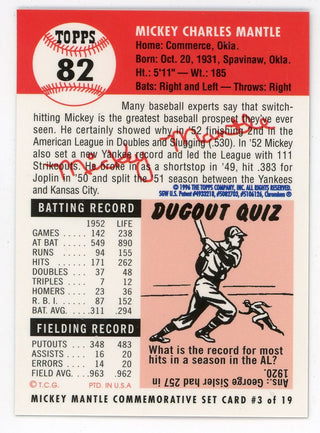 TOPPS
82
MICKEY CHARLES MANTLE
Home: Commerce, Okla.
Born: Oct. 20, 1931, Spavinaw, Okla.
Ht.: 5'11" — Wt.: 185
Bats: Right and Left — Throws: Right
Many baseball experts say that switch-
hitting Mickey is the greatest baseball prospect they've ever
seen. He certainly showed why by finishing 2nd in the
American League in Doubles and Slugging (.530). In '52 Mickey
also set a new Yankee record and led the League with 111
Strikeouts. He broke in as a shortstop in '49, hit .383 for
Joplin in '50 and split the '51 season between the Yankees
and Kansas City.
Mickey Mantle
© 1996 THE TOPPS COMPANY, INC. ALL RIGHTS RESERVED.
SEW U.S. Patent #4933218, #5082703, #5106126, Chromium ®
BATTING RECORD
1952 LIFE
GAMES 142 238
AT BAT 549 890
RUNS 94 155
HITS 171 262
DOUBLES 37 48
TRIPLES 7 12
HOMERS 23 36
R. B. I. 87 152
BAT. AVG. .311 .294
FIELDING RECORD
PUTOUTS 348 483
ASSISTS 16 20
ERRORS 14 20
FIELD AVG. .963 .962
© T.C.G. PTD. IN U.S.A
DUGOUT QUIZ
What is the record for most
hits in a season in the AL?
Ans: George Sisler had 257 in
1920.
MICKEY MANTLE COMMEMORATIVE SET CARD #3 of 19